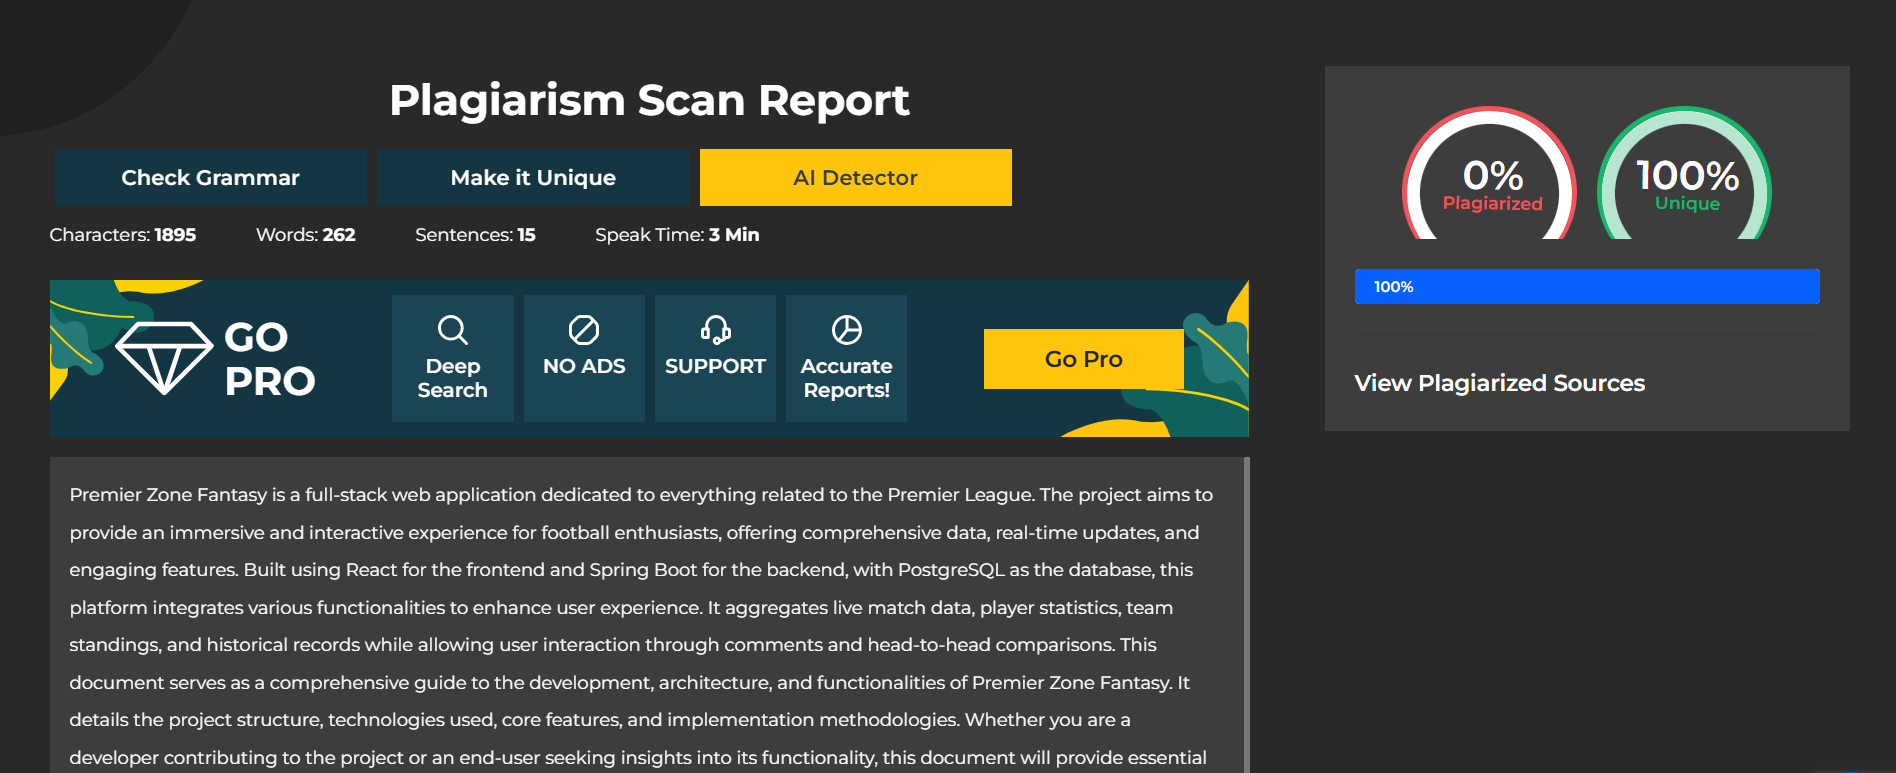 Plagiarism Scan Report
Check Grammar
Make it Unique
AI Detector
Characters: 1895
Words: 262
Sentences: 15
Speak Time: 3 Min
GO
PRO
Deep
Search
NO ADS
SUPPORT
Accurate
Reports!
Go Pro
Premier Zone Fantasy is a full-stack web application dedicated to everything related to the Premier League. The project aims to
provide an immersive and interactive experience for football enthusiasts, offering comprehensive data, real-time updates, and
engaging features. Built using React for the frontend and Spring Boot for the backend, with PostgreSQL as the database, this
platform integrates various functionalities to enhance user experience. It aggregates live match data, player statistics, team
standings, and historical records while allowing user interaction through comments and head-to-head comparisons. This
document serves as a comprehensive guide to the development, architecture, and functionalities of Premier Zone Fantasy. It
details the project structure, technologies used, core features, and implementation methodologies. Whether you are a
developer contributing to the project or an end-user seeking insights into its functionality, this document will provide essential
0%
Plagiarized
100%
Unique
100%
View Plagiarized Sources